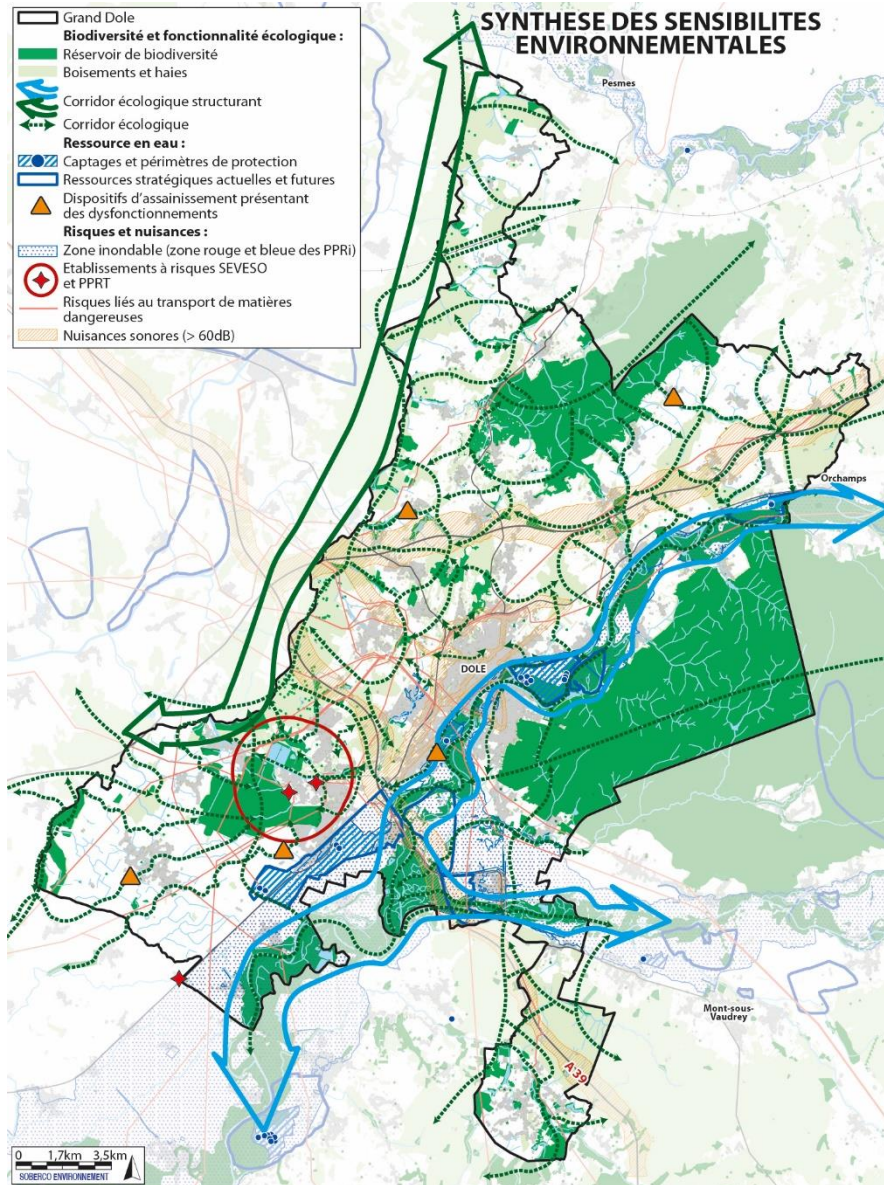 SYNTHESE DES SENSIBILITES
ENVIRONNEMENTALES
Grand Dole
Biodiversité et fonctionnalité écologique :
Réservoir de biodiversité
Boisements et haies
Corridor écologique structurant
Corridor écologique
Ressource en eau :
Captages et périmètres de protection
Ressources stratégiques actuelles et futures
Dispositifs d'assainissement présentant
des dysfonctionnements
Risques et nuisances :
Zone inondable (zone rouge et bleue des PPRi)
Etablissements à risques SEVESO
et PPRT
Risques liés au transport de matières
dangereuses
Nuisances sonores (> 60dB)
Pesmes
Orchamps
DOLE
Mont-sous-
Vaudrey
A 39
0 1,7km 3,5km
SOBERCO ENVIRONNEMENT